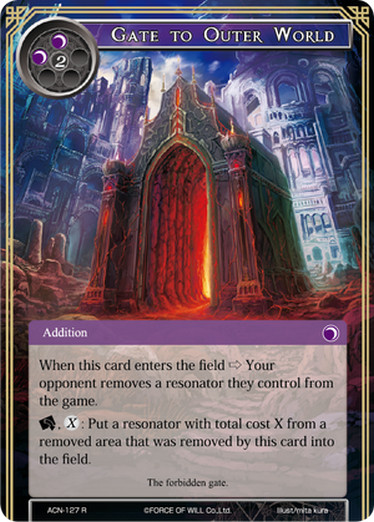 GATE TO OUTER WORLD
2
Addition
When this card enters the field ⇨ Your
opponent removes a resonator they control from
the game.
, X : Put a resonator with total cost X from a
removed area that was removed by this card into
the field.
The forbidden gate.
ACN-127 R ©FORCE OF WILL Co.,Ltd. Illust/mita kura